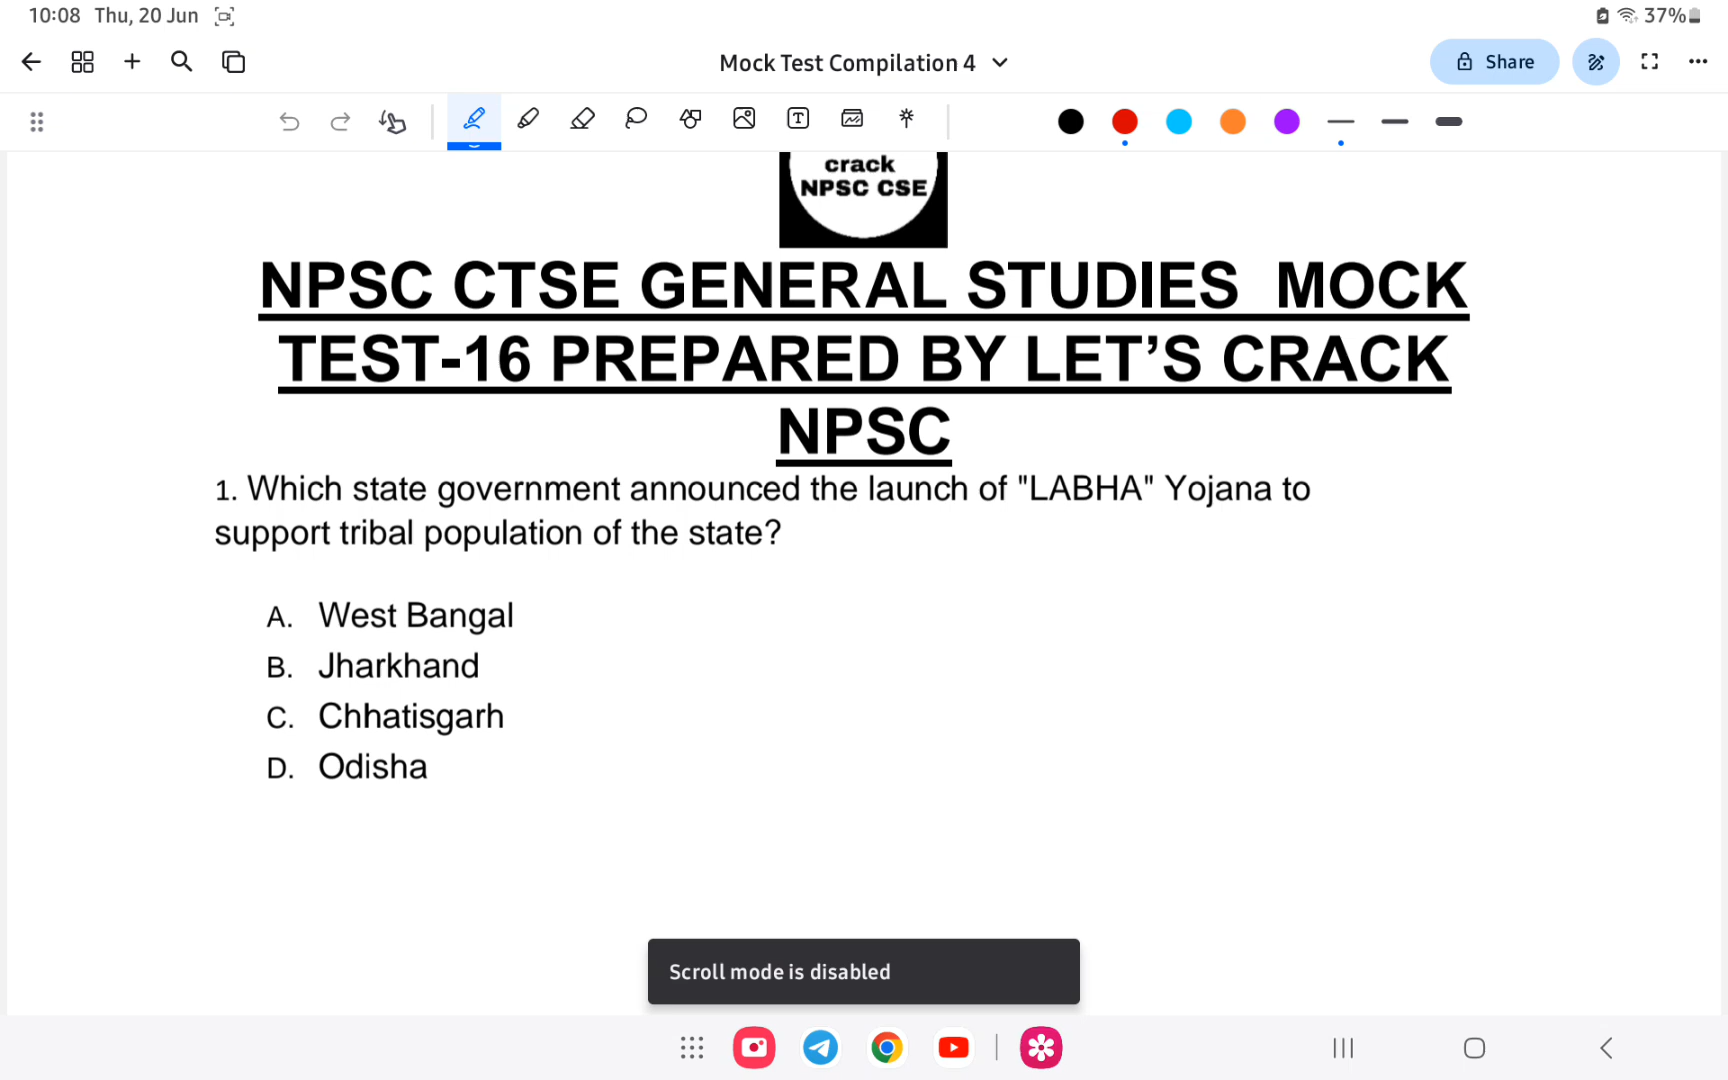 10:08 Thu, 20 Jun
37%
Mock Test Compilation 4
Share
crack
NPSC CSE
NPSC CTSE GENERAL STUDIES MOCK
TEST-16 PREPARED BY LET’S CRACK
NPSC
1. Which state government announced the launch of "LABHA" Yojana to
support tribal population of the state?
A. West Bangal
B. Jharkhand
C. Chhatisgarh
D. Odisha
Scroll mode is disabled